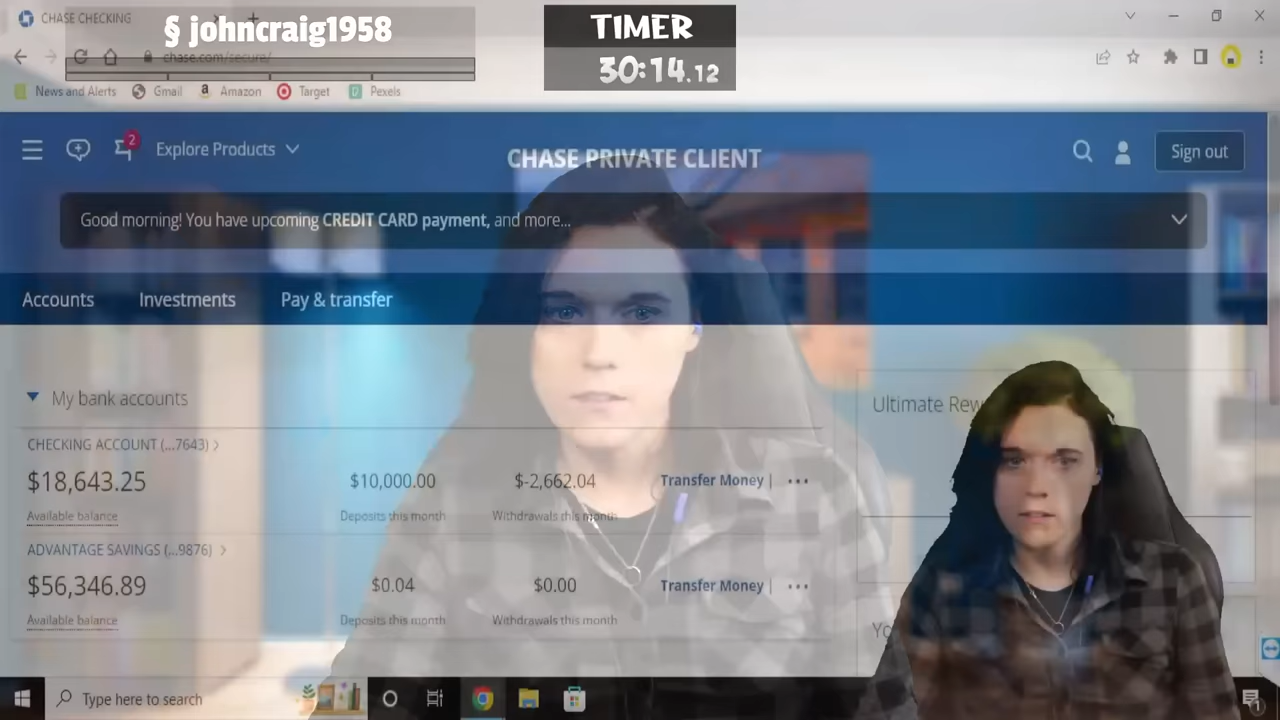 CHASE CHECKING
§ johncraig1958
TIMER
30:14.12
chase.com/secure/
News and Alerts
Gmail
Amazon
Target
Pexels
2
Explore Products
CHASE PRIVATE CLIENT
Sign out
Good morning! You have upcoming CREDIT CARD payment, and more...
Accounts
Investments
Pay & transfer
My bank accounts
Ultimate Rew
CHECKING ACCOUNT (...7643)
$18,643.25
$10,000.00
$-2,662.04
Transfer Money |
Available balance
Deposits this month
Withdrawals this month
ADVANTAGE SAVINGS (...9876)
$56,346.89
$0.04
$0.00
Transfer Money |
Available balance
Deposits this month
Withdrawals this month
Yo
Type here to search
1